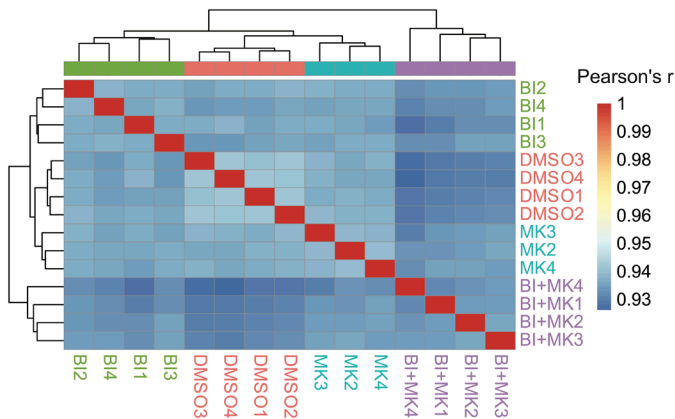 Pearson's r
1
0.99
0.98
0.97
0.96
0.95
0.94
0.93
BI2
BI4
BI1
BI3
DMSO3
DMSO4
DMSO1
DMSO2
MK3
MK2
MK4
BI+MK4
BI+MK1
BI+MK2
BI+MK3
BI2
BI4
BI1
BI3
DMSO3
DMSO4
DMSO1
DMSO2
MK3
MK2
MK4
BI+MK4
BI+MK1
BI+MK2
BI+MK3